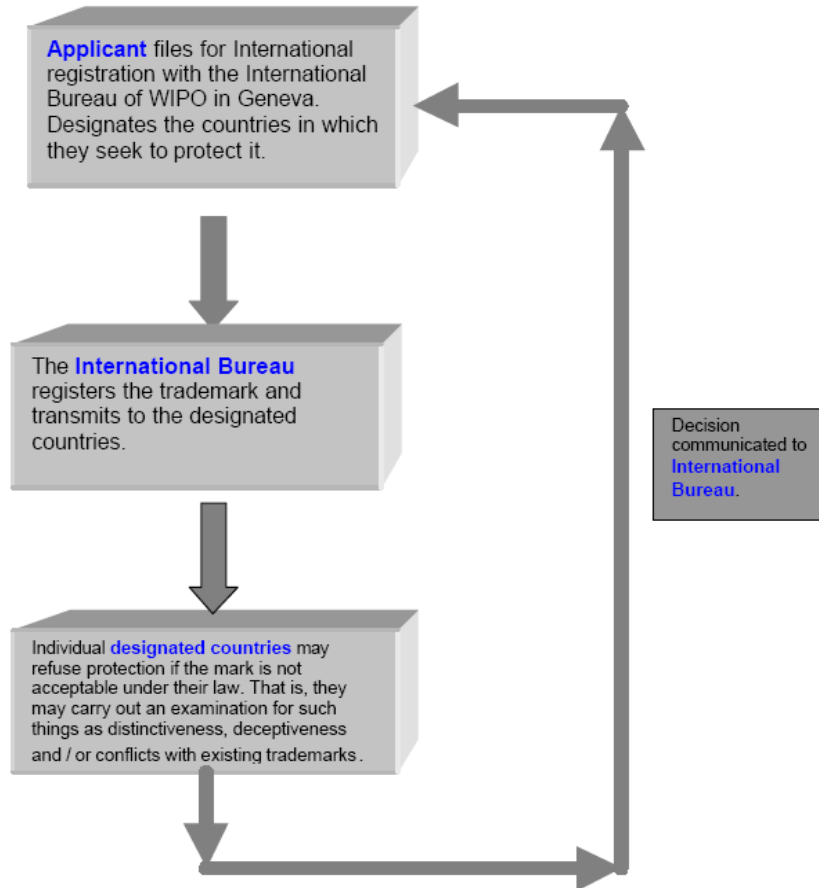 Applicant files for International
registration with the International
Bureau of WIPO in Geneva.
Designates the countries in which
they seek to protect it.
The International Bureau
registers the trademark and
transmits to the designated
countries.
Decision
communicated to
International
Bureau.
Individual designated countries may
refuse protection if the mark is not
acceptable under their law. That is, they
may carry out an examination for such
things as distinctiveness, deceptiveness
and / or conflicts with existing trademarks.